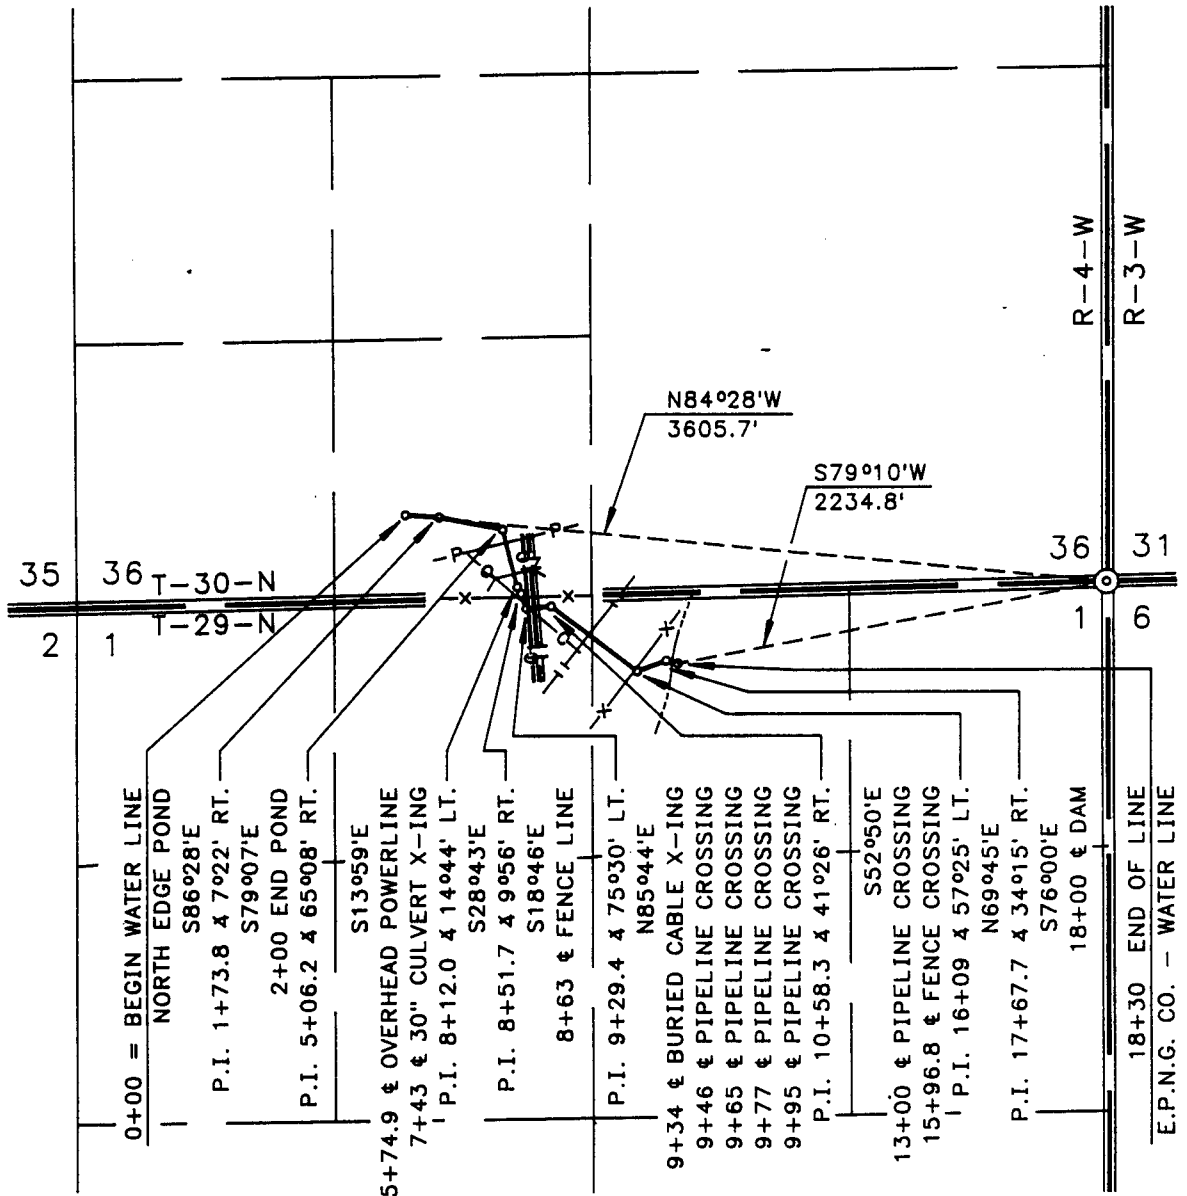 R-4-W
R-3-W
N84°28'W
3605.7'
S79°10'W
2234.8'
35
36
T-30-N
36
31
2
1
T-29-N
1
6
P
P
0+00 = BEGIN WATER LINE
NORTH EDGE POND
S86°28'E
P.I. 1+73.8 ∡ 7°22' RT.
S79°07'E
2+00 END POND
P.I. 5+06.2 ∡ 65°08' RT.
S13°59'E
5+74.9 ℄ OVERHEAD POWERLINE
7+43 ℄ 30" CULVERT X-ING
P.I. 8+12.0 ∡ 14°44' LT.
S28°43'E
P.I. 8+51.7 ∡ 9°56' RT.
S18°46'E
8+63 ℄ FENCE LINE
P.I. 9+29.4 ∡ 75°30' LT.
N85°44'E
9+34 ℄ BURIED CABLE X-ING
9+46 ℄ PIPELINE CROSSING
9+65 ℄ PIPELINE CROSSING
9+77 ℄ PIPELINE CROSSING
9+95 ℄ PIPELINE CROSSING
P.I. 10+58.3 ∡ 41°26' RT.
S52°50'E
13+00 ℄ PIPELINE CROSSING
15+96.8 ℄ FENCE CROSSING
P.I. 16+09 ∡ 57°25' LT.
N69°45'E
P.I. 17+67.7 ∡ 34°15' RT.
S76°00'E
18+00 ℄ DAM
18+30 END OF LINE
E.P.N.G. CO. - WATER LINE